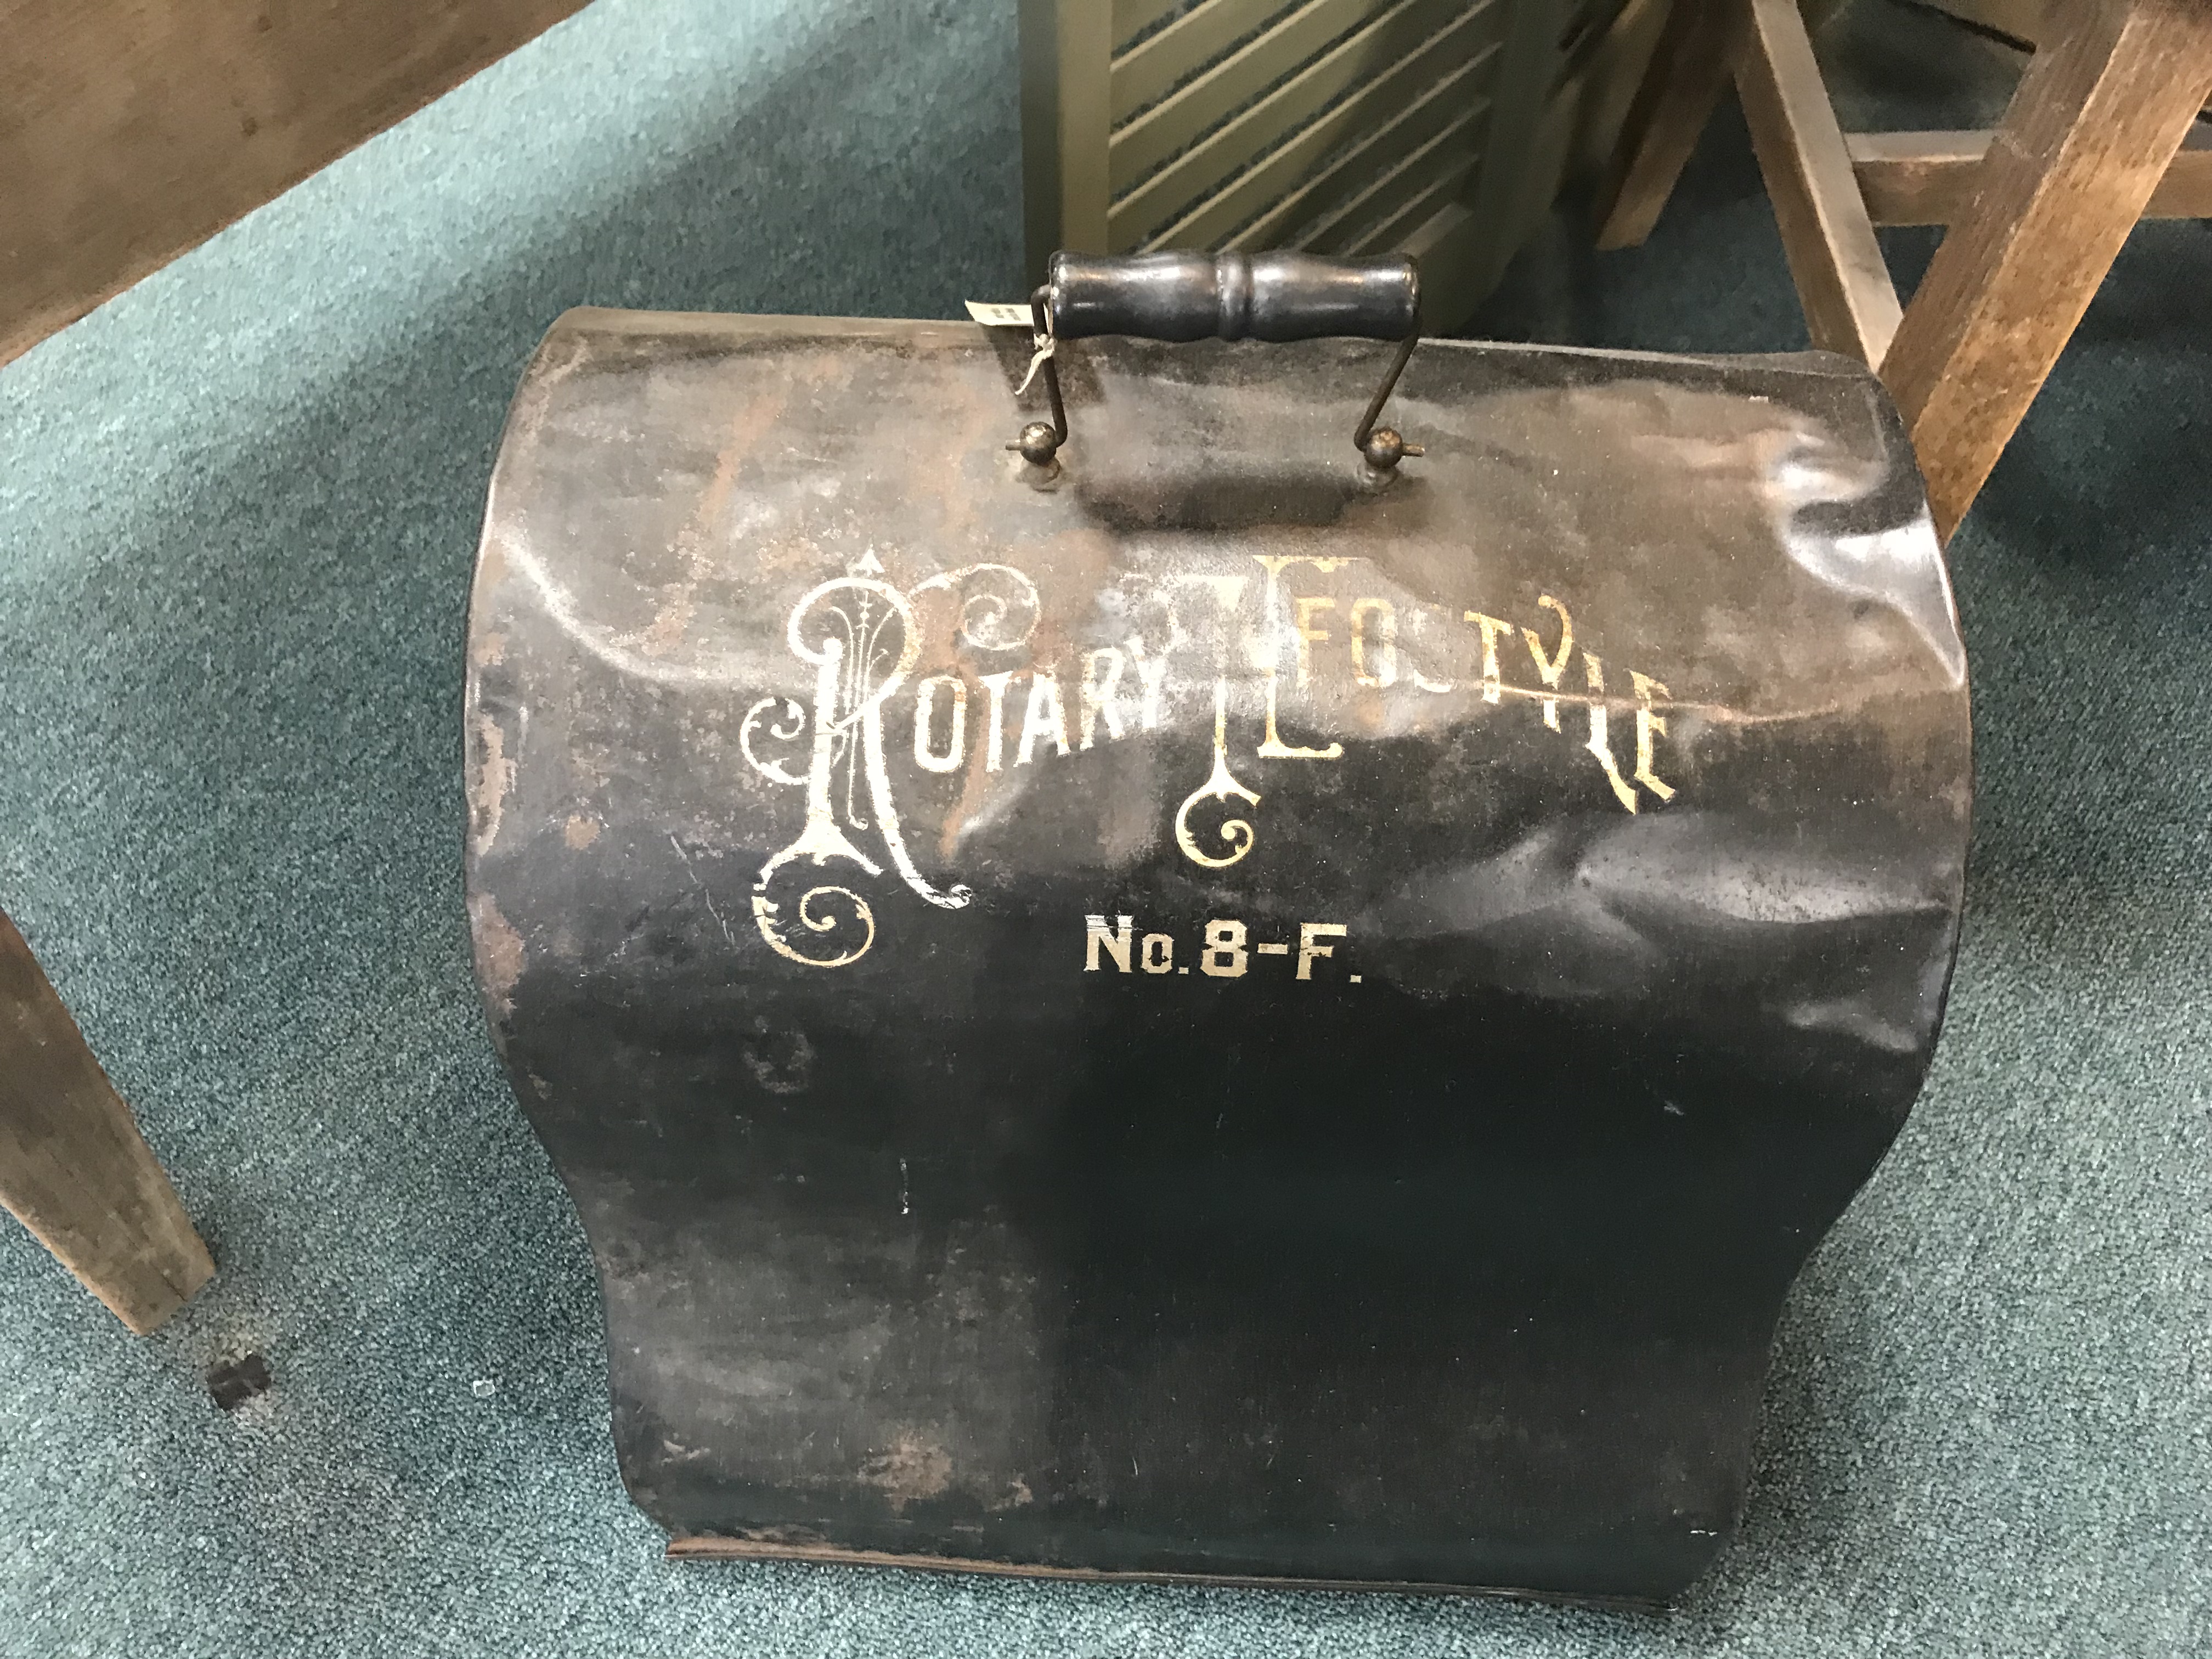 ROTARY NEOSTYLE
No. 8-F.